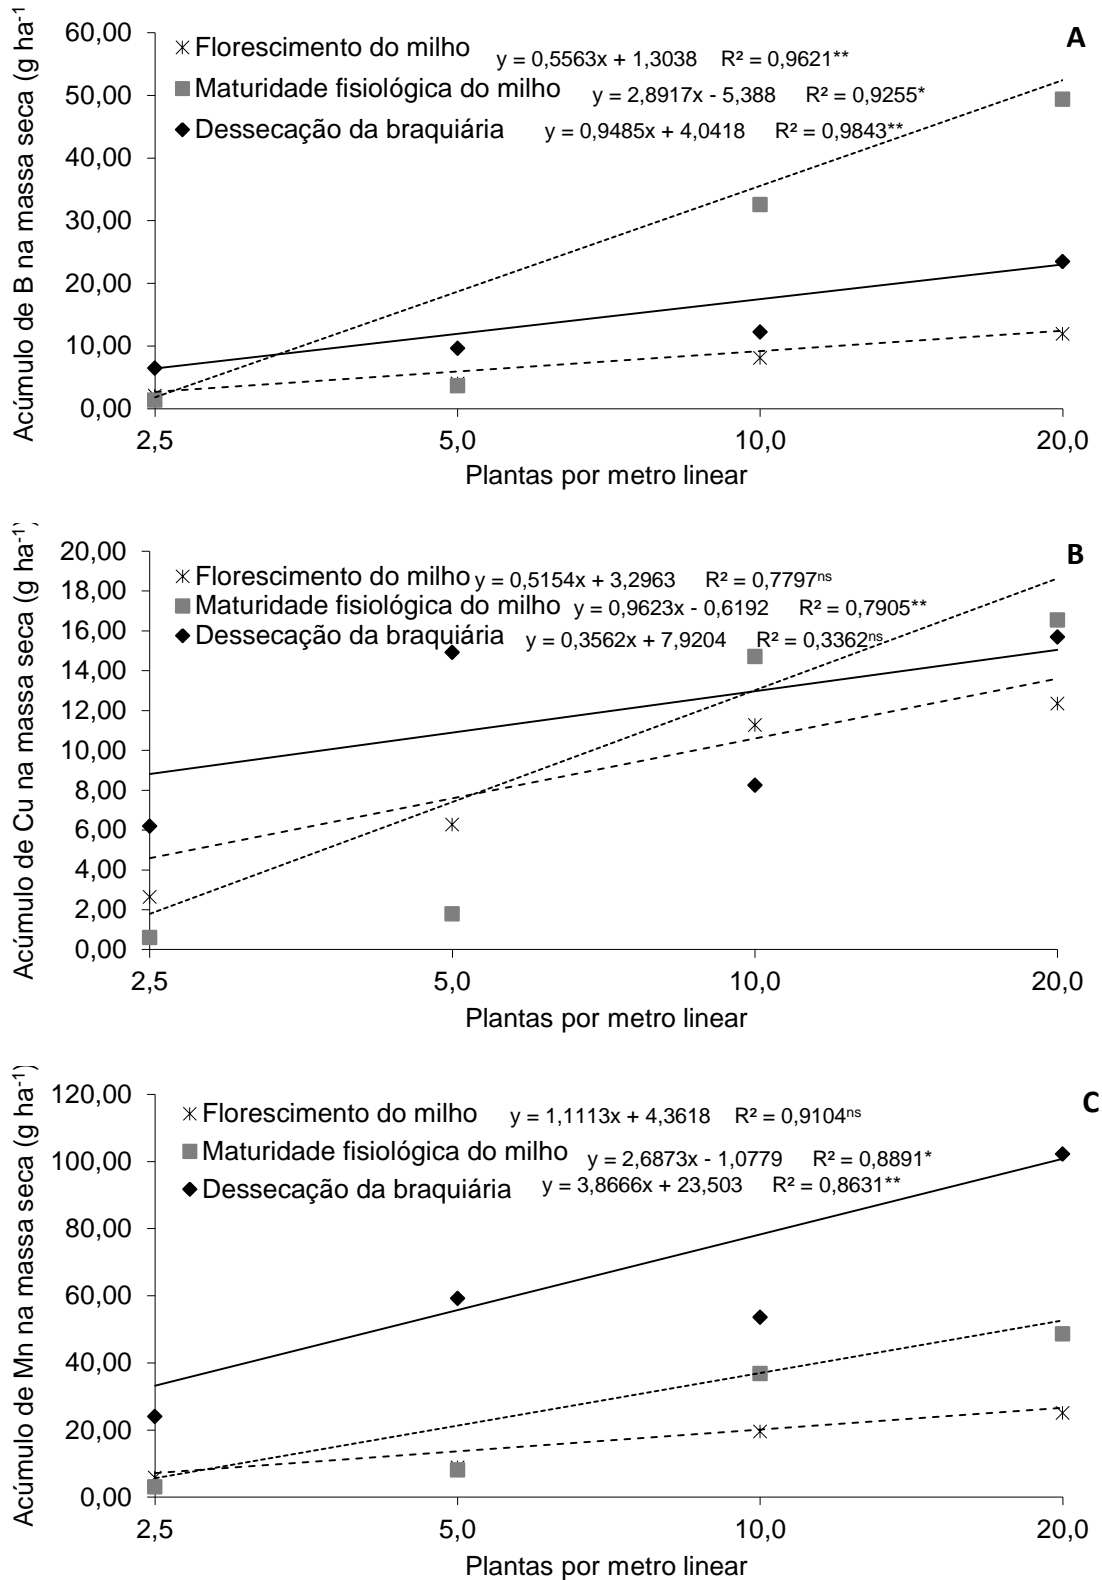 Acúmulo de B na massa seca (g ha⁻¹
60,00
50,00
40,00
30,00
20,00
10,00
0,00
A
Florescimento do milho y = 0,5563x + 1,3038 R² = 0,9621**
Maturidade fisiológica do milho y = 2,8917x - 5,388 R² = 0,9255*
Dessecação da braquiária y = 0,9485x + 4,0418 R² = 0,9843**
2,5 5,0 10,0 20,0
Plantas por metro linear
Acúmulo de Cu na massa seca (g ha⁻¹)
20,00
18,00
16,00
14,00
12,00
10,00
8,00
6,00
4,00
2,00
0,00
B
Florescimento do milho y = 0,5154x + 3,2963 R² = 0,7797ⁿˢ
Maturidade fisiológica do milho y = 0,9623x - 0,6192 R² = 0,7905**
Dessecação da braquiária y = 0,3562x + 7,9204 R² = 0,3362ⁿˢ
2,5 5,0 10,0 20,0
Plantas por metro linear
Acúmulo de Mn na massa seca (g ha⁻¹)
120,00
100,00
80,00
60,00
40,00
20,00
0,00
C
Florescimento do milho y = 1,1113x + 4,3618 R² = 0,9104ⁿˢ
Maturidade fisiológica do milho y = 2,6873x - 1,0779 R² = 0,8891*
Dessecação da braquiária y = 3,8666x + 23,503 R² = 0,8631**
2,5 5,0 10,0 20,0
Plantas por metro linear